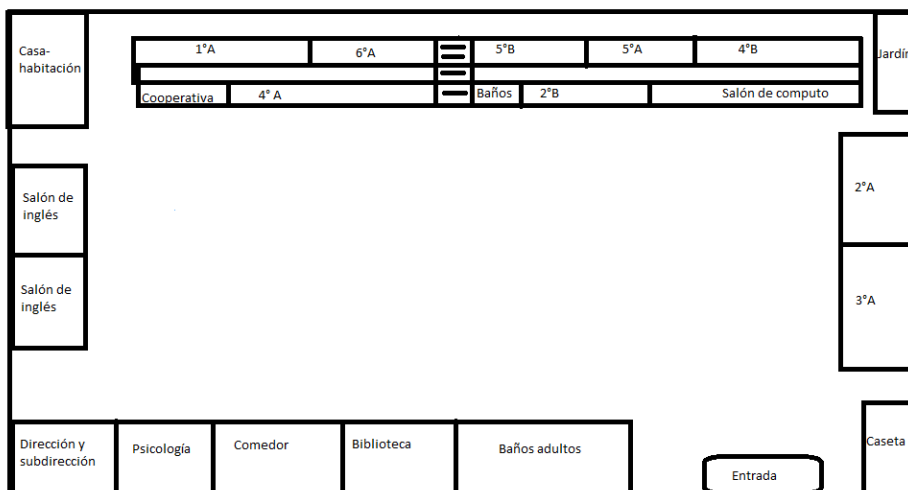 Casa-
habitación
1°A
6°A
5°B
5°A
4°B
Jardín
Cooperativa
4° A
Baños
2°B
Salón de computo
Salón de
inglés
2°A
Salón de
inglés
3°A
Dirección y
subdirección
Psicología
Comedor
Biblioteca
Baños adultos
Entrada
Caseta